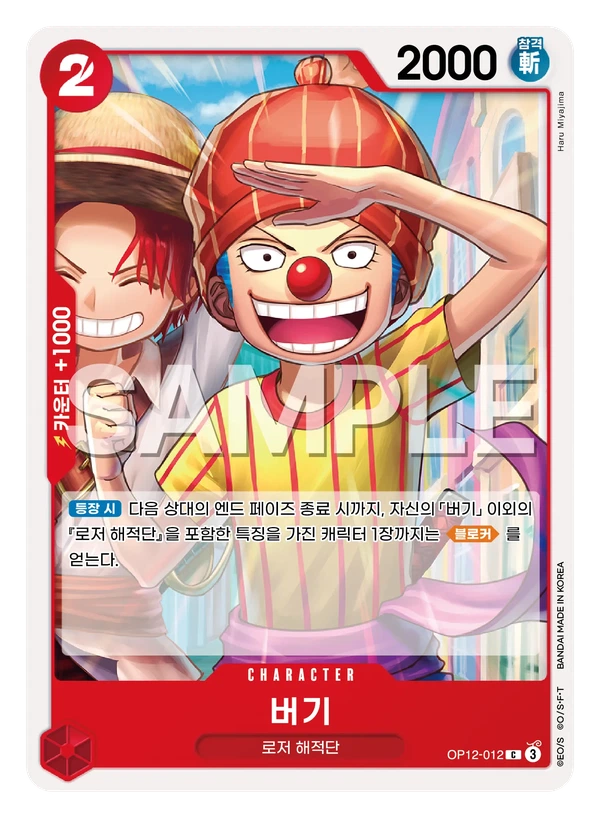 2
2000
참격
斬
Haru Miyajima
카운터 +1000
SAMPLE
등장 시 다음 상대의 엔드 페이즈 종료 시까지, 자신의 「버기」 이외의
『로저 해적단』을 포함한 특징을 가진 캐릭터 1장까지는 블로커 를
얻는다.
CHARACTER
버기
로저 해적단
OP12-012 C 3
©EO/S ©O/S·F·T BANDAI MADE IN KOREA